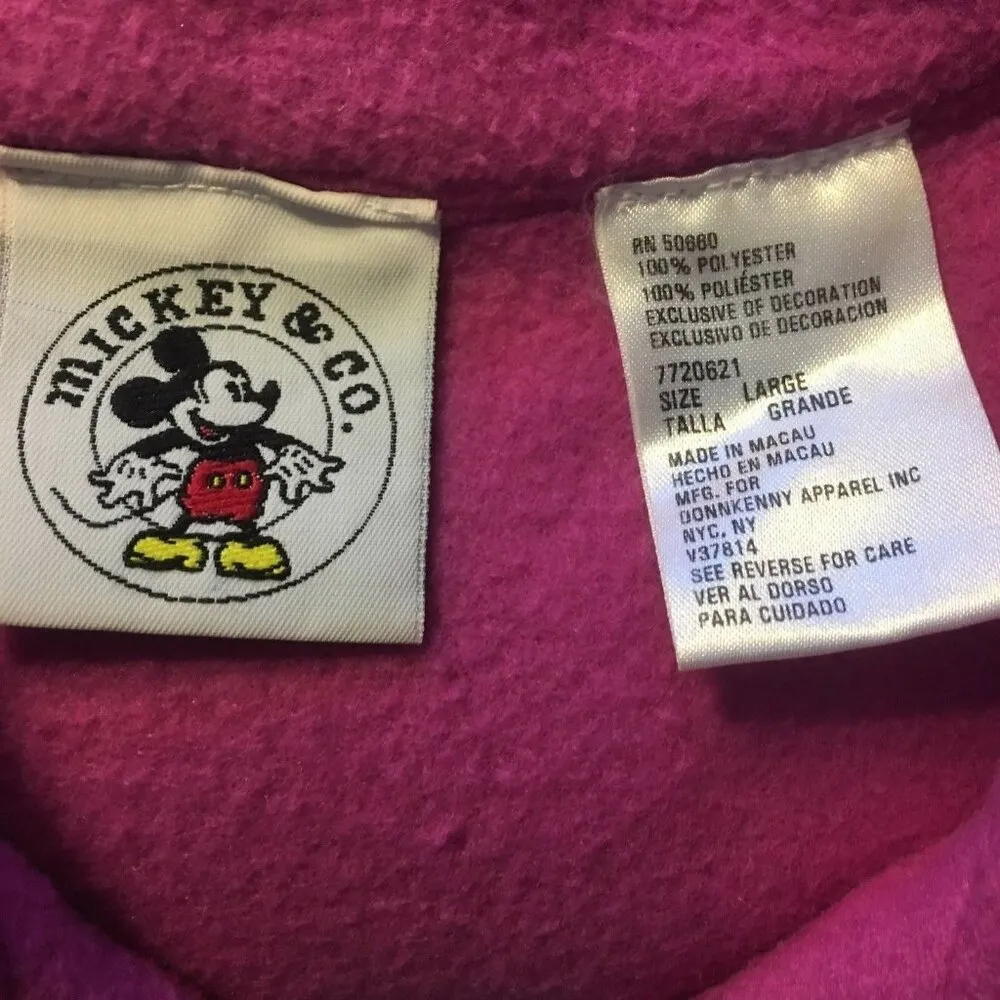 MICKEY & CO.
RN 50660
100% POLYESTER
100% POLIÉSTER
EXCLUSIVE OF DECORATION
EXCLUSIVO DE DECORACION
7720621
SIZE LARGE
TALLA GRANDE
MADE IN MACAU
HECHO EN MACAU
MFG. FOR
DONNKENNY APPAREL INC
NYC, NY
V37814
SEE REVERSE FOR CARE
VER AL DORSO
PARA CUIDADO